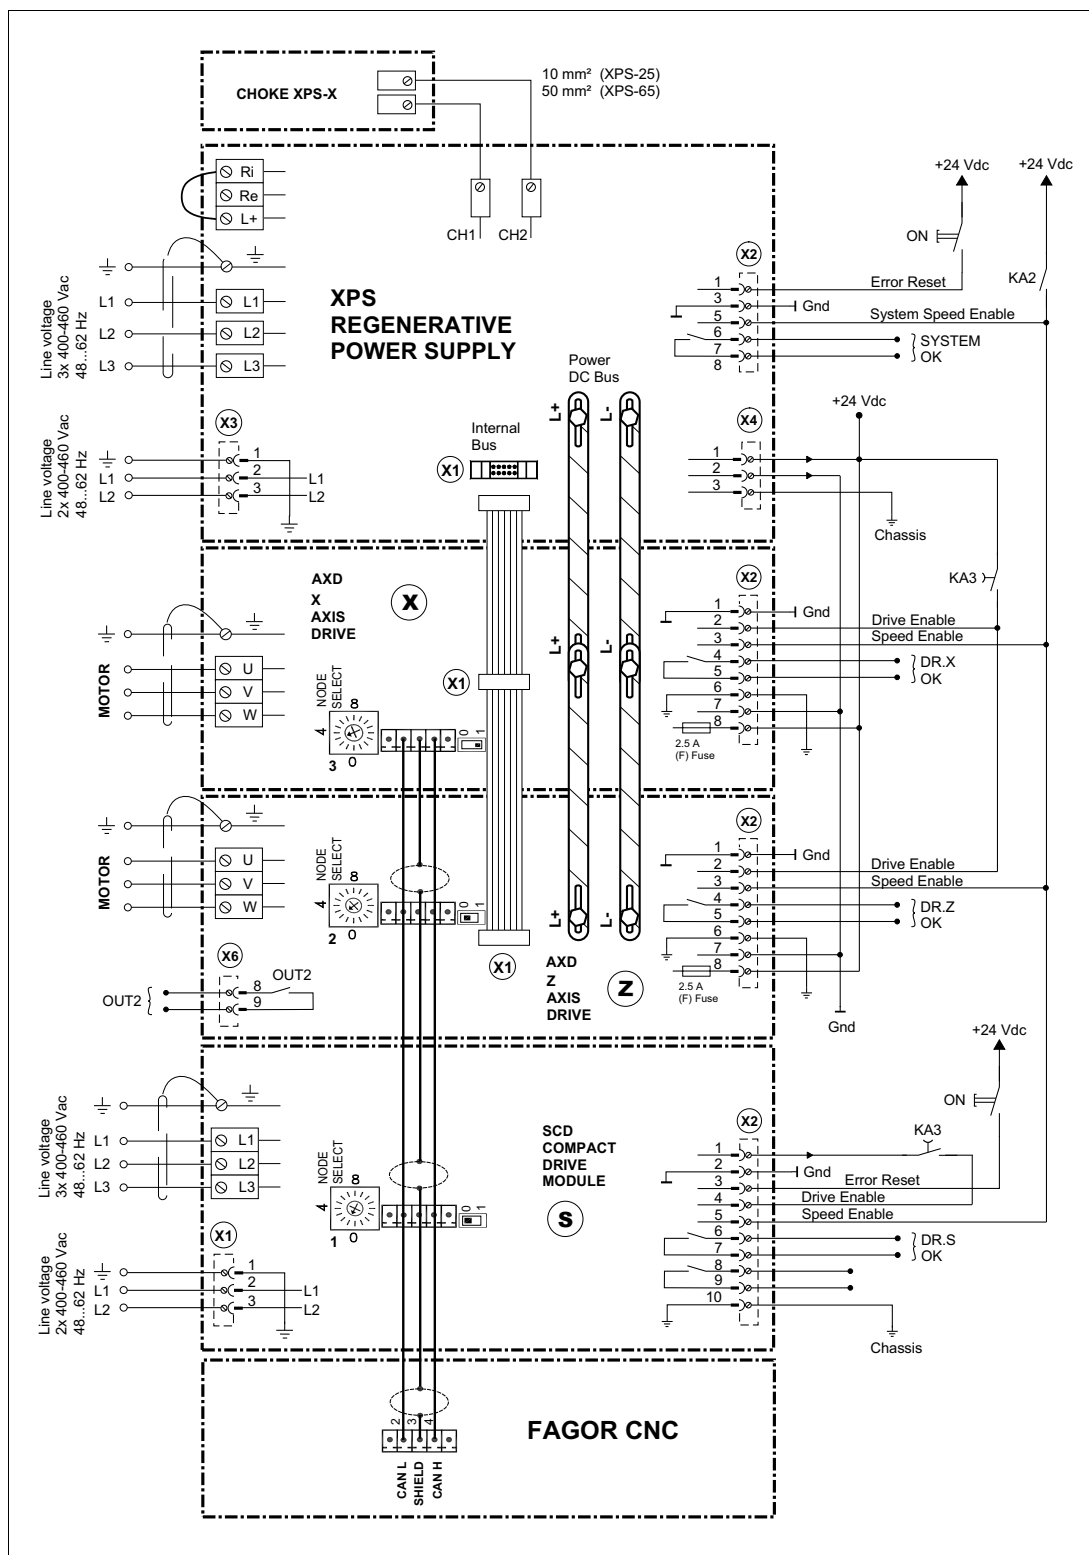 CHOKE XPS-X
10 mm² (XPS-25)
50 mm² (XPS-65)
CH1
CH2
Ri
Re
L+
Line voltage
3x 400-460 Vac
48...62 Hz
L1
L2
L3
L1
L2
L3
XPS
REGENERATIVE
POWER SUPPLY
Line voltage
2x 400-460 Vac
48...62 Hz
L1
L2
X3
1
2
3
L1
L2
Internal
Bus
X1
Power
DC Bus
L+
L-
X2
1
3
5
6
7
8
+24 Vdc
+24 Vdc
ON
KA2
Error Reset
Gnd
System Speed Enable
SYSTEM
OK
+24 Vdc
X4
1
2
3
Chassis
KA3
AXD
X
AXIS
DRIVE
X
MOTOR
U
V
W
NODE
SELECT
8
4
0
3
0
1
X1
L+
L-
X2
1
2
3
4
5
6
7
8
Gnd
Drive Enable
Speed Enable
DR.X
OK
2.5 A
(F) Fuse
MOTOR
U
V
W
NODE
SELECT
8
4
0
2
0
1
X1
L+
L-
AXD
Z
AXIS
DRIVE
Z
X6
8
9
OUT2
OUT2
X2
1
2
3
4
5
6
7
8
Gnd
Drive Enable
Speed Enable
DR.Z
OK
2.5 A
(F) Fuse
Gnd
Line voltage
3x 400-460 Vac
48...62 Hz
L1
L2
L3
L1
L2
L3
NODE
SELECT
8
4
0
1
0
1
SCD
COMPACT
DRIVE
MODULE
S
Line voltage
2x 400-460 Vac
48...62 Hz
L1
L2
X1
1
2
3
L1
L2
X2
1
2
3
4
5
6
7
8
9
10
+24 Vdc
ON
KA3
Gnd
Error Reset
Drive Enable
Speed Enable
DR.S
OK
Chassis
2
3
4
CAN L
SHIELD
CAN H
FAGOR CNC